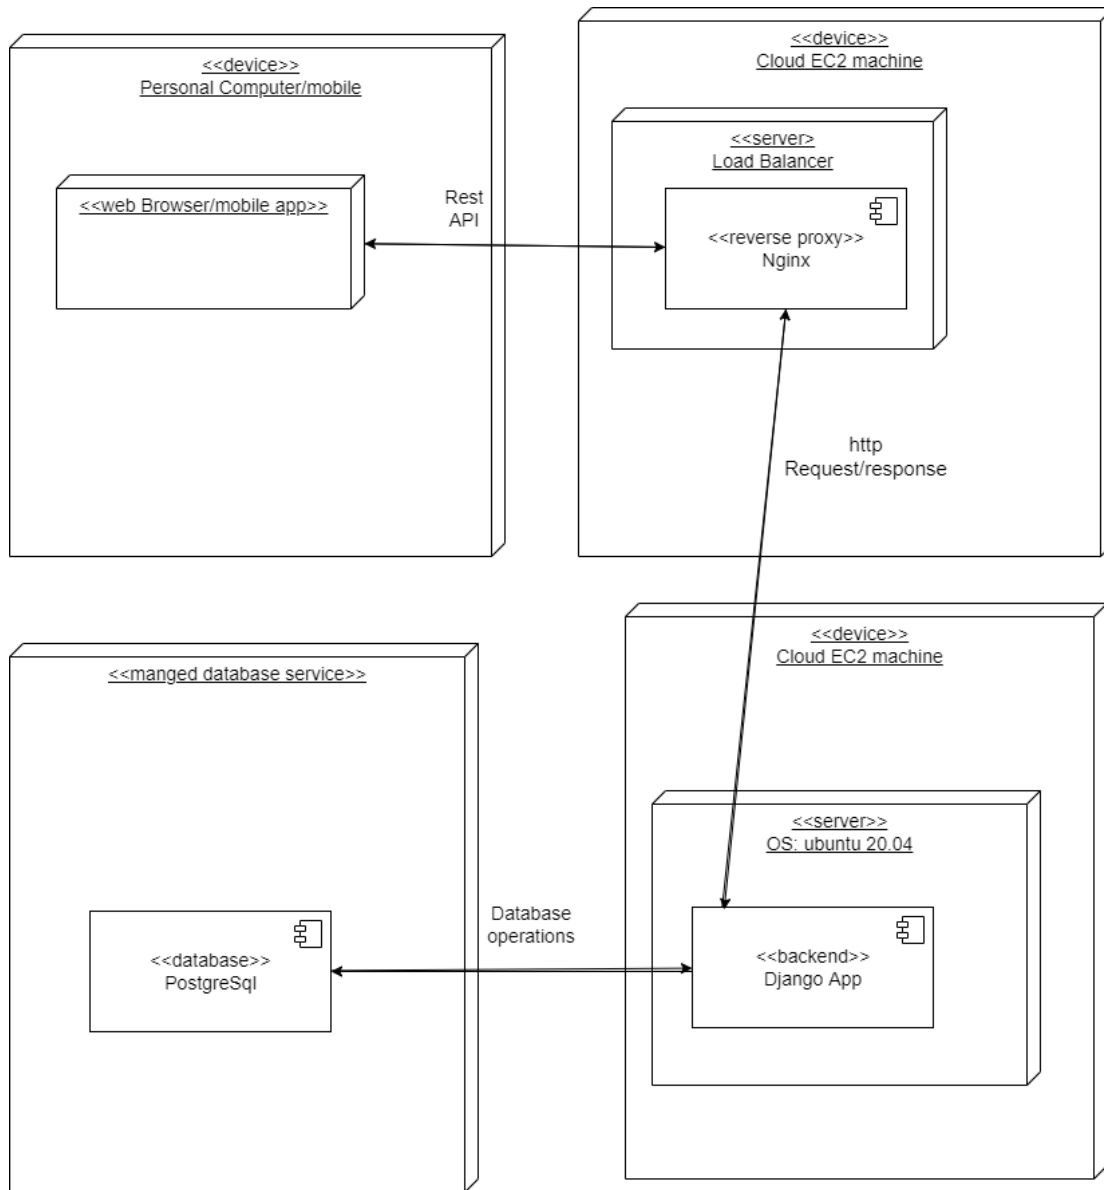 <<device>>
Personal Computer/mobile
<<web Browser/mobile app>>
Rest
API
<<device>>
Cloud EC2 machine
<<server>
Load Balancer
<<reverse proxy>>
Nginx
http
Request/response
<<manged database service>>
<<database>>
PostgreSql
Database
operations
<<device>>
Cloud EC2 machine
<<server>>
OS: ubuntu 20.04
<<backend>>
Django App